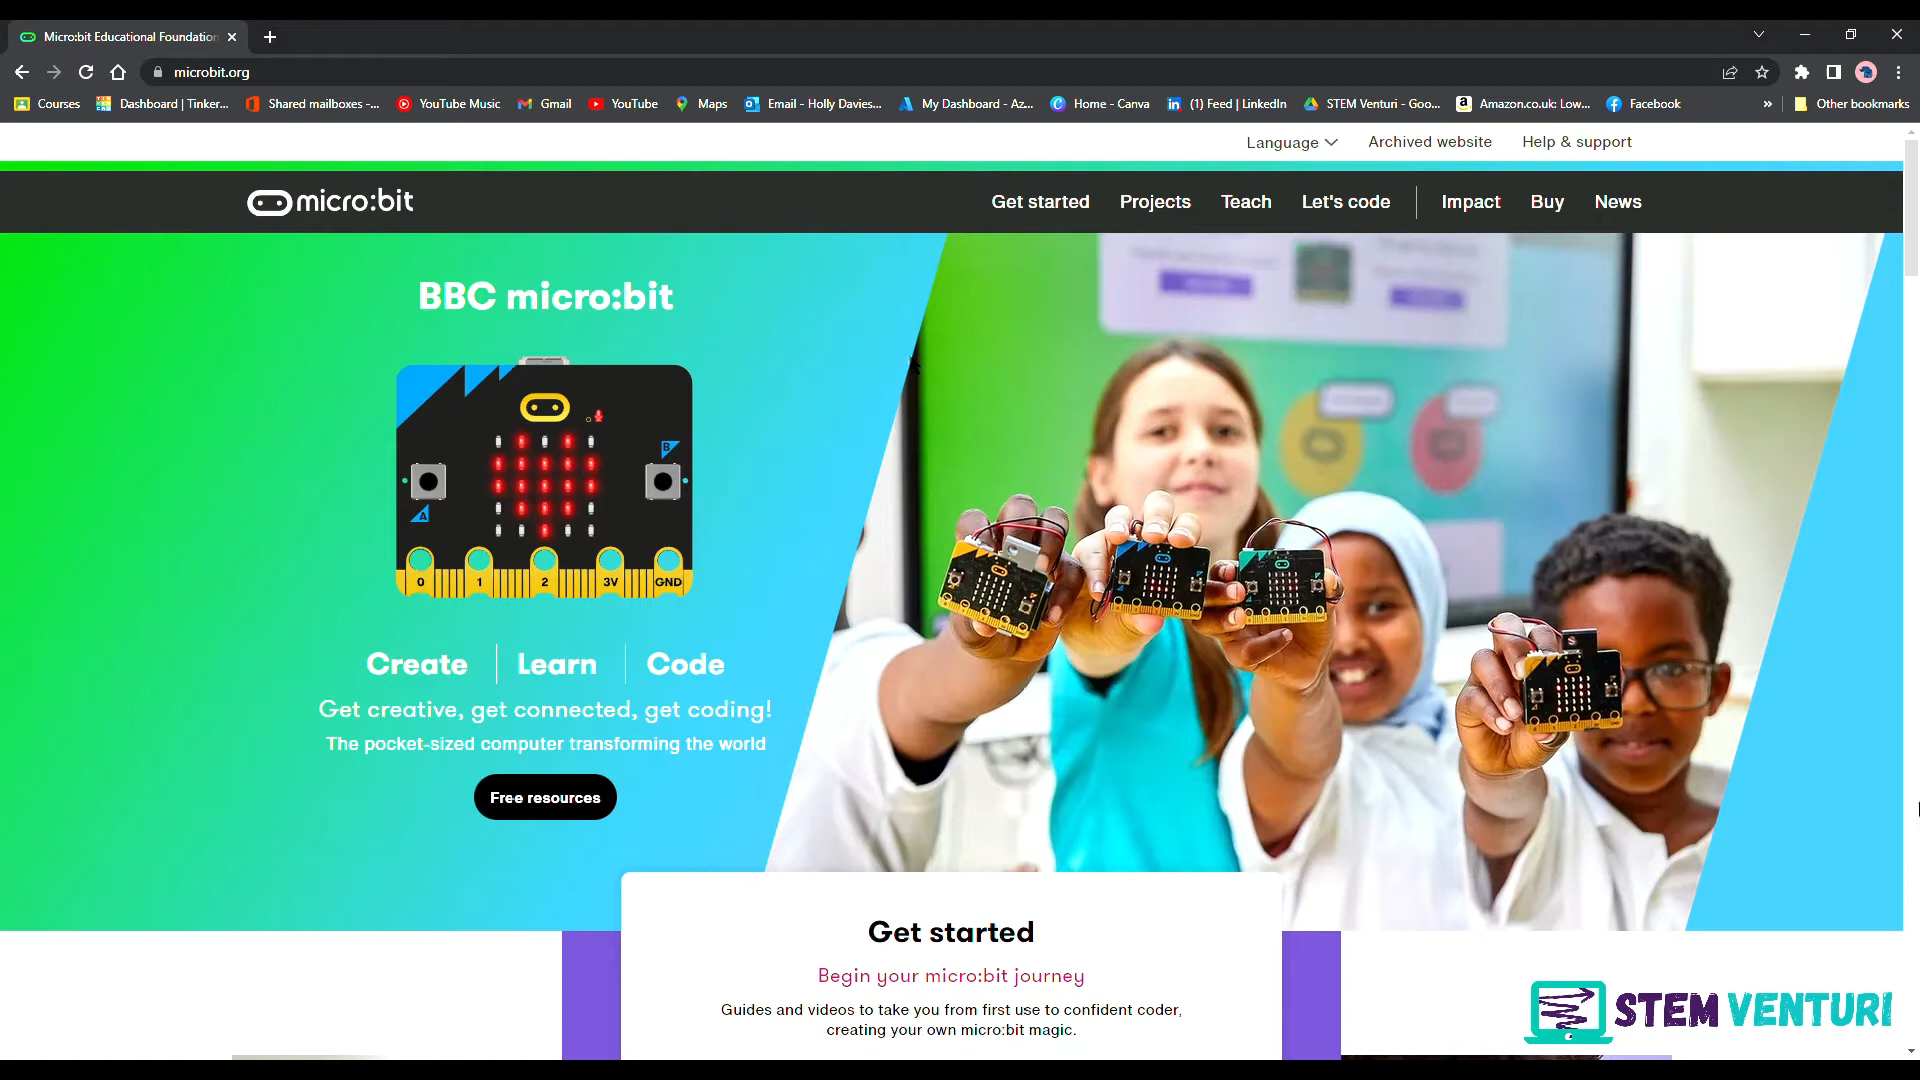 Micro:bit Educational Foundation
microbit.org
Courses
Dashboard | Tinker...
Shared mailboxes -...
YouTube Music
Gmail
YouTube
Maps
Email - Holly Davies...
My Dashboard - Az...
Home - Canva
(1) Feed | LinkedIn
STEM Venturi - Goo...
Amazon.co.uk: Low...
Facebook
»
Other bookmarks
Language
Archived website
Help & support
micro:bit
Get started
Projects
Teach
Let's code
Impact
Buy
News
BBC micro:bit
B
A
0 1 2 3V GND
Create | Learn | Code
Get creative, get connected, get coding!
The pocket-sized computer transforming the world
Free resources
Get started
Begin your micro:bit journey
Guides and videos to take you from first use to confident coder,
creating your own micro:bit magic.
STEM VENTURI